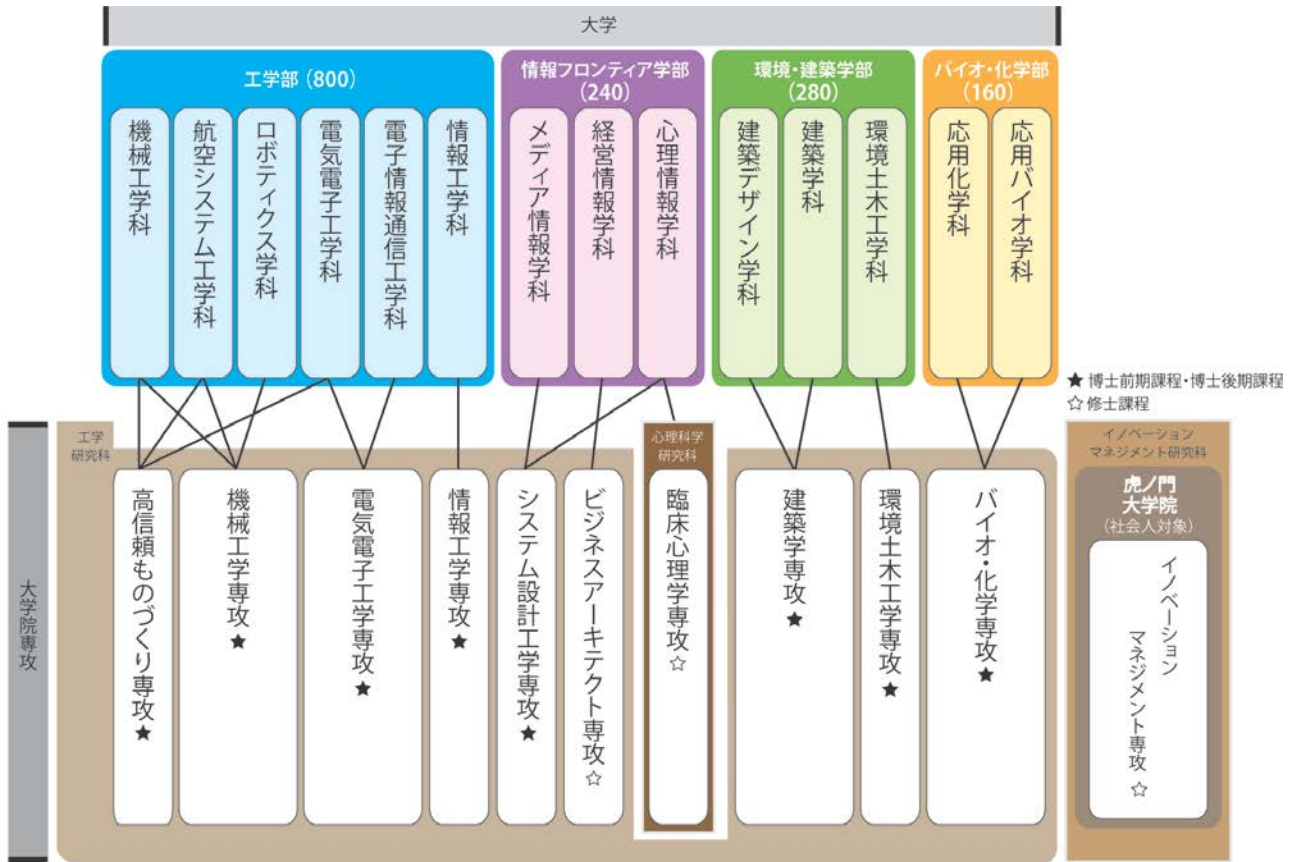 大学
工学部 (800)
機械工学科
航空システム工学科
ロボティクス学科
電気電子工学科
電子情報通信工学科
情報工学科
情報フロンティア学部
(240)
メディア情報学科
経営情報学科
心理情報学科
環境・建築学部
(280)
建築デザイン学科
建築学科
環境土木工学科
バイオ・化学部
(160)
応用化学科
応用バイオ学科
★ 博士前期課程・博士後期課程
☆ 修士課程
大学院専攻
工学
研究科
高信頼ものづくり専攻★
機械工学専攻★
電気電子工学専攻★
情報工学専攻★
システム設計工学専攻★
ビジネスアーキテクト専攻☆
心理科学
研究科
臨床心理学専攻☆
建築学専攻★
環境土木工学専攻★
バイオ・化学専攻★
イノベーション
マネジメント研究科
虎ノ門
大学院
(社会人対象)
イノベーション
マネジメント専攻 ☆